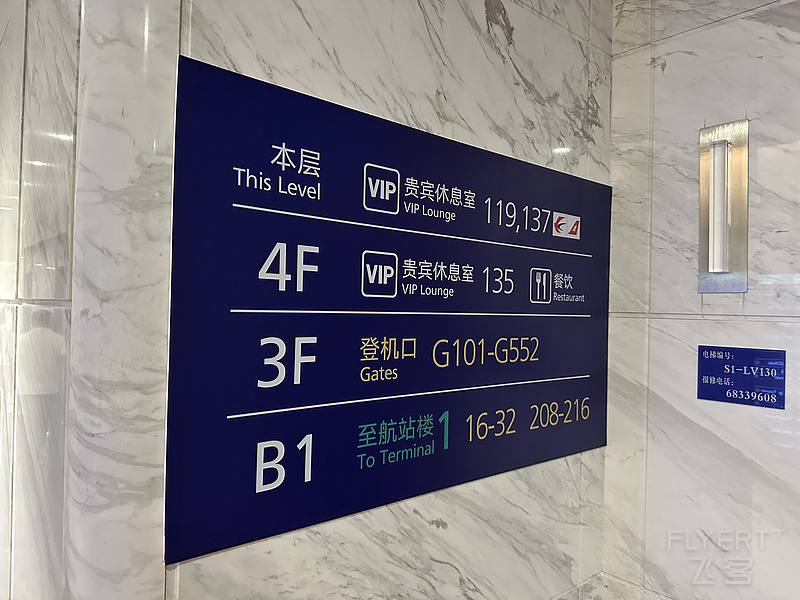 本层
This Level
VIP 贵宾休息室
VIP Lounge
119,137
4F
VIP 贵宾休息室
VIP Lounge
135
餐饮
Restaurant
3F
登机口
Gates
G101-G552
B1
至航站楼
To Terminal
1
16-32 208-216
电梯编号:
S1-LV130
报修电话:
68339608
FLYERT+
飞客